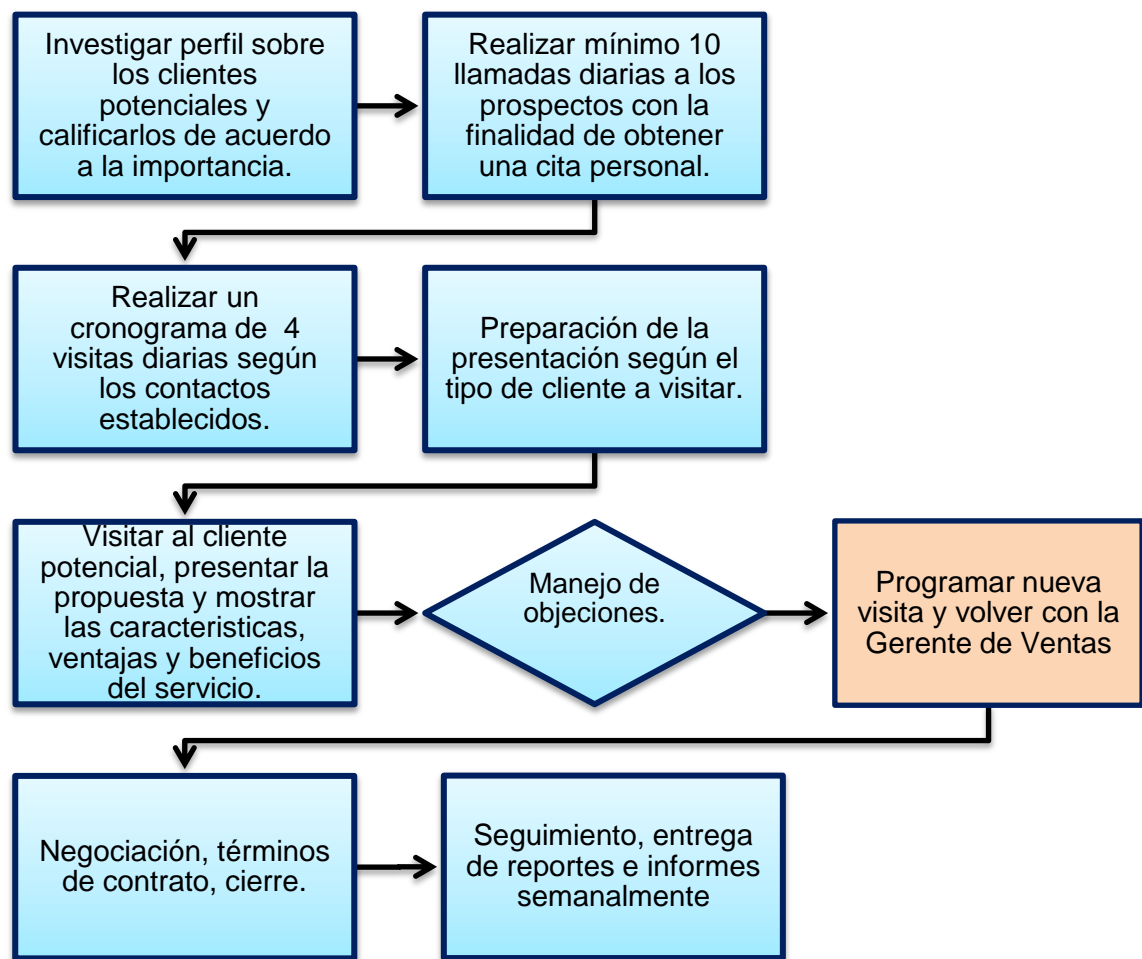 Investigar perfil sobre
los clientes
potenciales y
calificarlos de acuerdo
a la importancia.
Realizar mínimo 10
llamadas diarias a los
prospectos con la
finalidad de obtener
una cita personal.
Realizar un
cronograma de  4
visitas diarias según
los contactos
establecidos.
Preparación de la
presentación según el
tipo de cliente a visitar.
Visitar al cliente
potencial, presentar la
propuesta y mostrar
las caracteristicas,
ventajas y beneficios
del servicio.
Manejo de
objeciones.
Programar nueva
visita y volver con la
Gerente de Ventas
Negociación, términos
de contrato, cierre.
Seguimiento, entrega
de reportes e informes
semanalmente